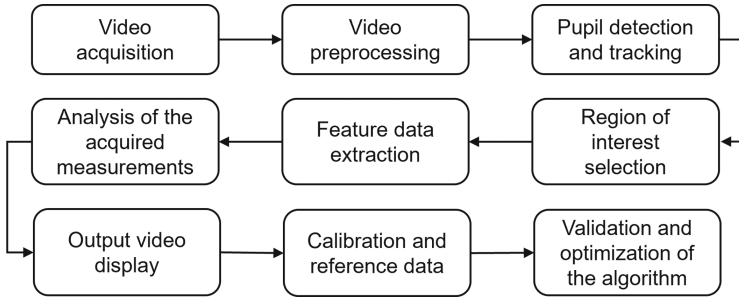 Video
acquisition
Video
preprocessing
Pupil detection
and tracking
Region of
interest
selection
Feature data
extraction
Analysis of the
acquired
measurements
Output video
display
Calibration and
reference data
Validation and
optimization of
the algorithm